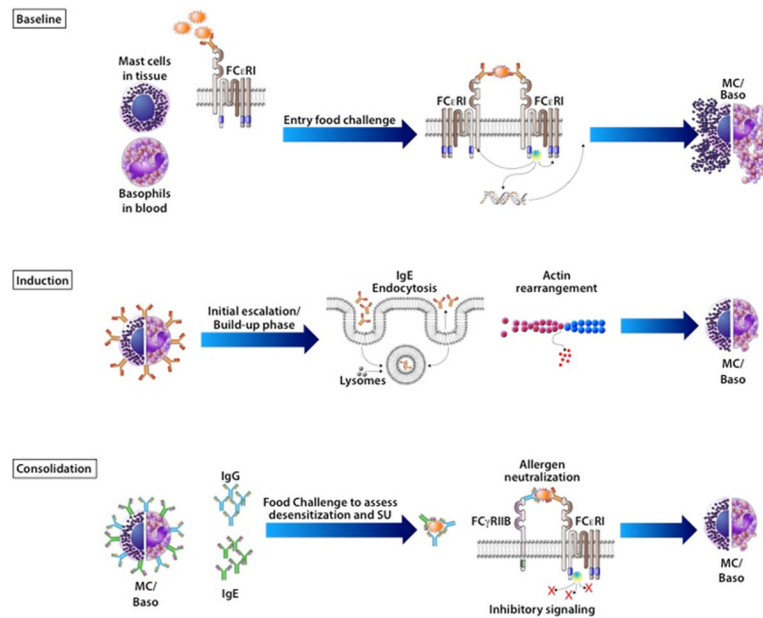 Baseline
Mast cells
in tissue
FCεRI
Basophils
in blood
Entry food challenge
FCεRI
FCεRI
MC/
Baso
Induction
Initial escalation/
Build-up phase
IgE
Endocytosis
Lysomes
Actin
rearrangement
MC/
Baso
MC/
Baso
Consolidation
MC/
Baso
IgG
IgE
Food Challenge to assess
desensitization and SU
Allergen
neutralization
FCγRIIB
FCεRI
X X X
Inhibitory signaling
MC/
Baso